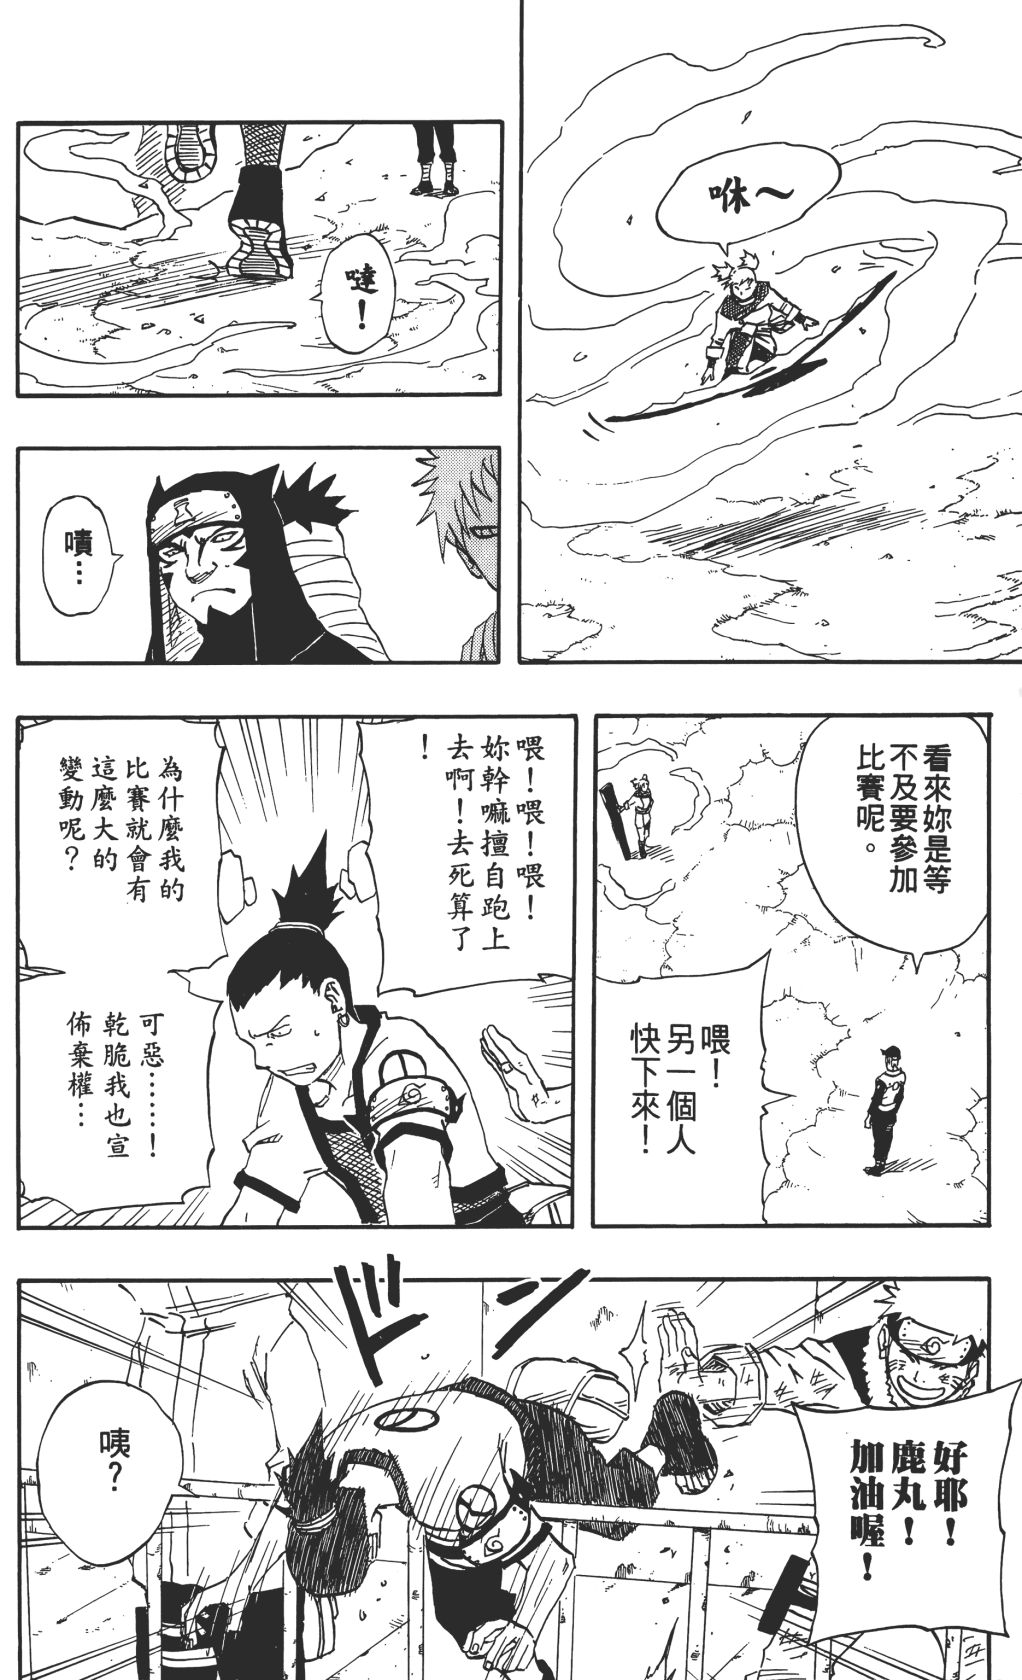 咻～
噠！
嘖…
看來妳是等
不及要參加
比賽呢。
喂！
另一個人
快下來！
喂！喂！喂！
妳幹嘛擅自跑上
去啊！去死算了
！
為什麼我的
比賽就會有
這麼大的
變動呢？
可惡……！
乾脆我也宣
佈棄權…
ドン
好耶！
鹿丸！
加油喔！
咦？